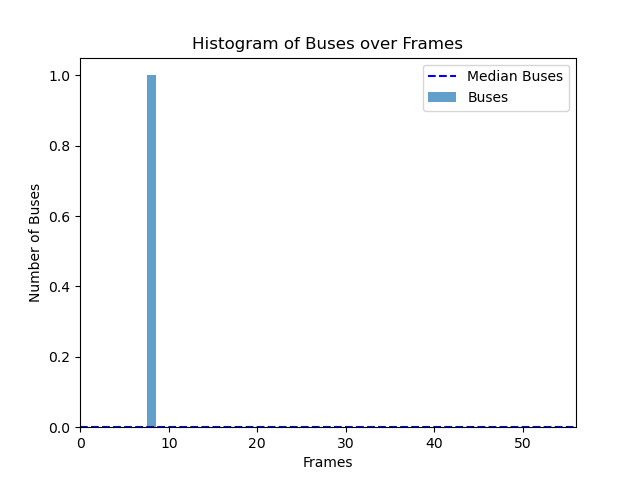 Histogram of Buses over Frames
Median Buses
Buses
1.0
0.8
0.6
0.4
0.2
0.0
Number of Buses
0 10 20 30 40 50
Frames